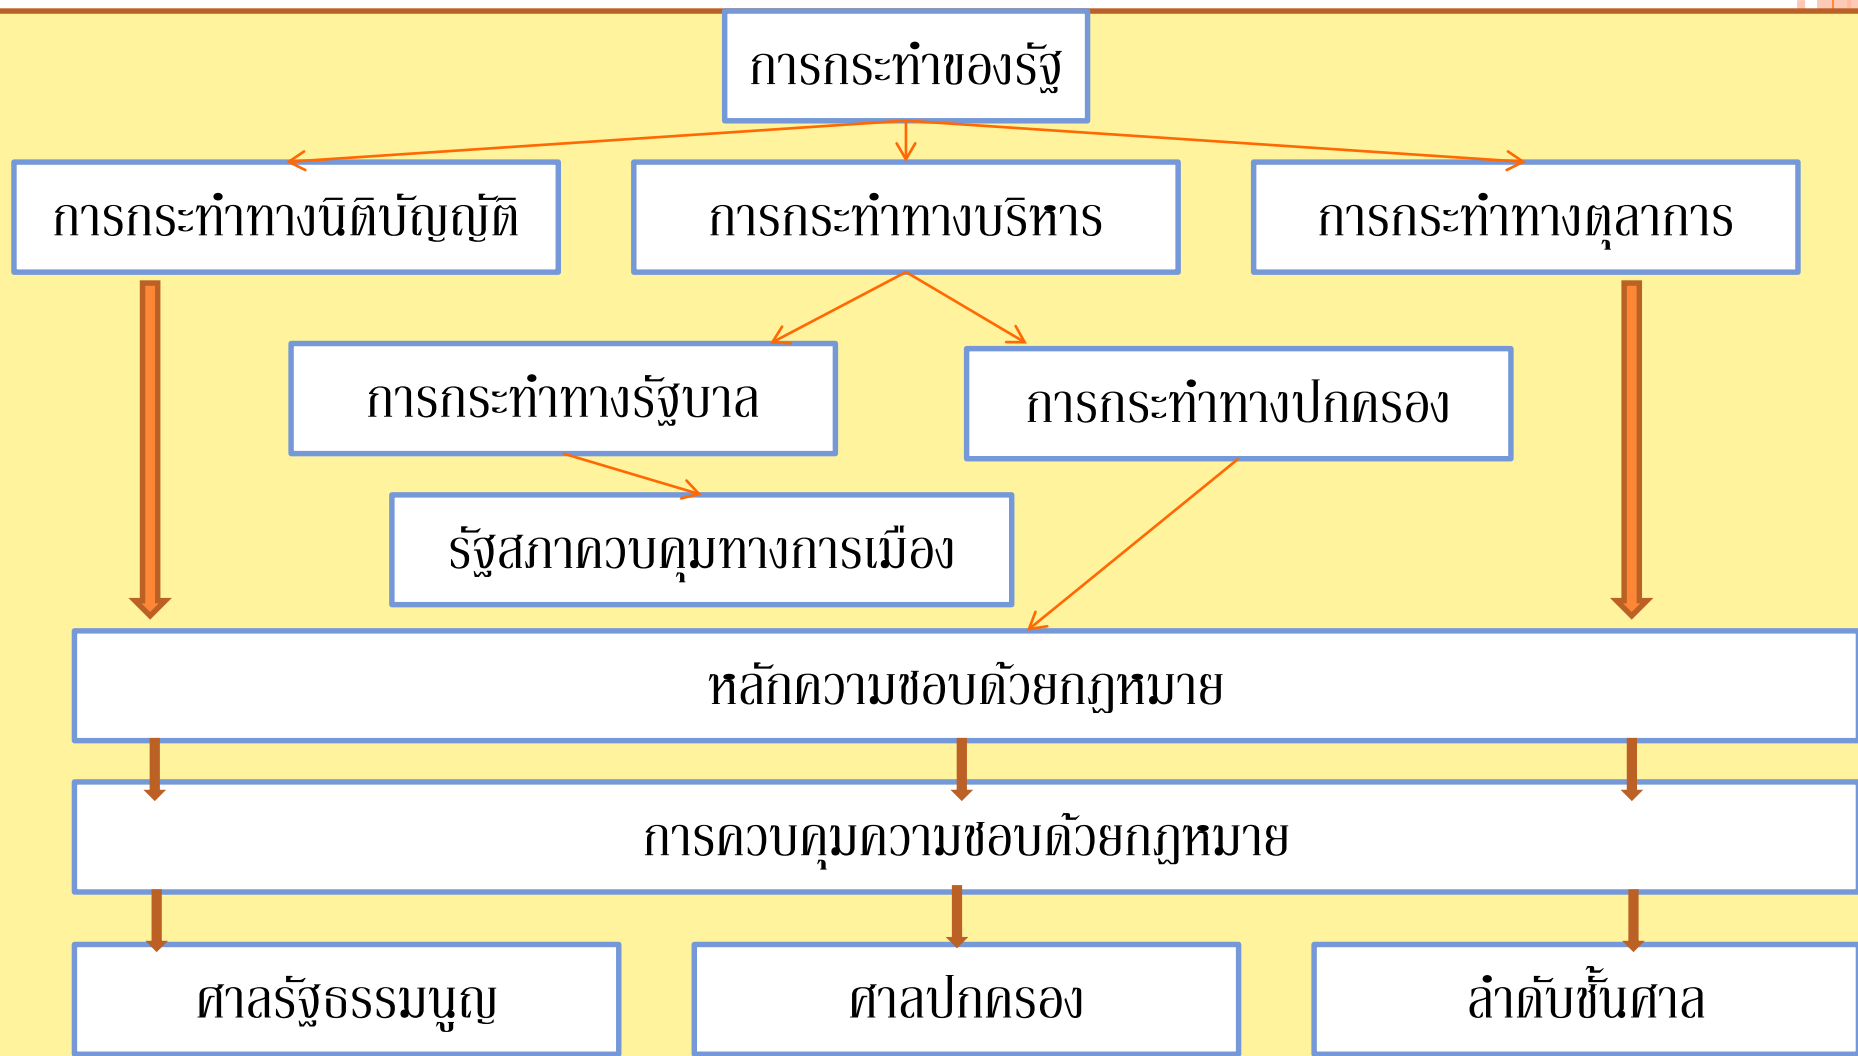 การกระทำของรัฐ
การกระทำทางนิติบัญญัติ
การกระทำทางบริหาร
การกระทำทางตุลาการ
การกระทำทางรัฐบาล
การกระทำทางปกครอง
รัฐสภาควบคุมทางการเมือง
หลักความชอบด้วยกฎหมาย
การควบคุมความชอบด้วยกฎหมาย
ศาลรัฐธรรมนูญ
ศาลปกครอง
ลำดับชั้นศาล